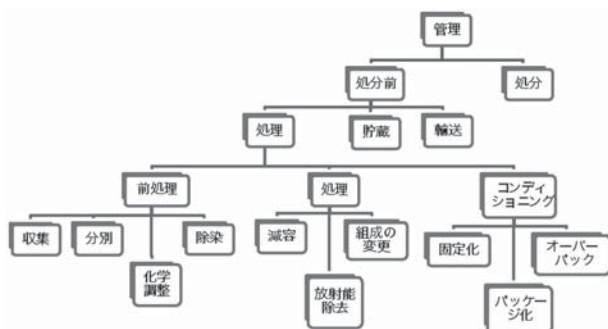 管理
処分前
処分
処理
貯蔵
輸送
前処理
処理
コンディ
ショニング
収集
分別
除染
減容
組成の
変更
固定化
オーバー
パック
化学
調整
放射能
除去
パッケー
ジ化